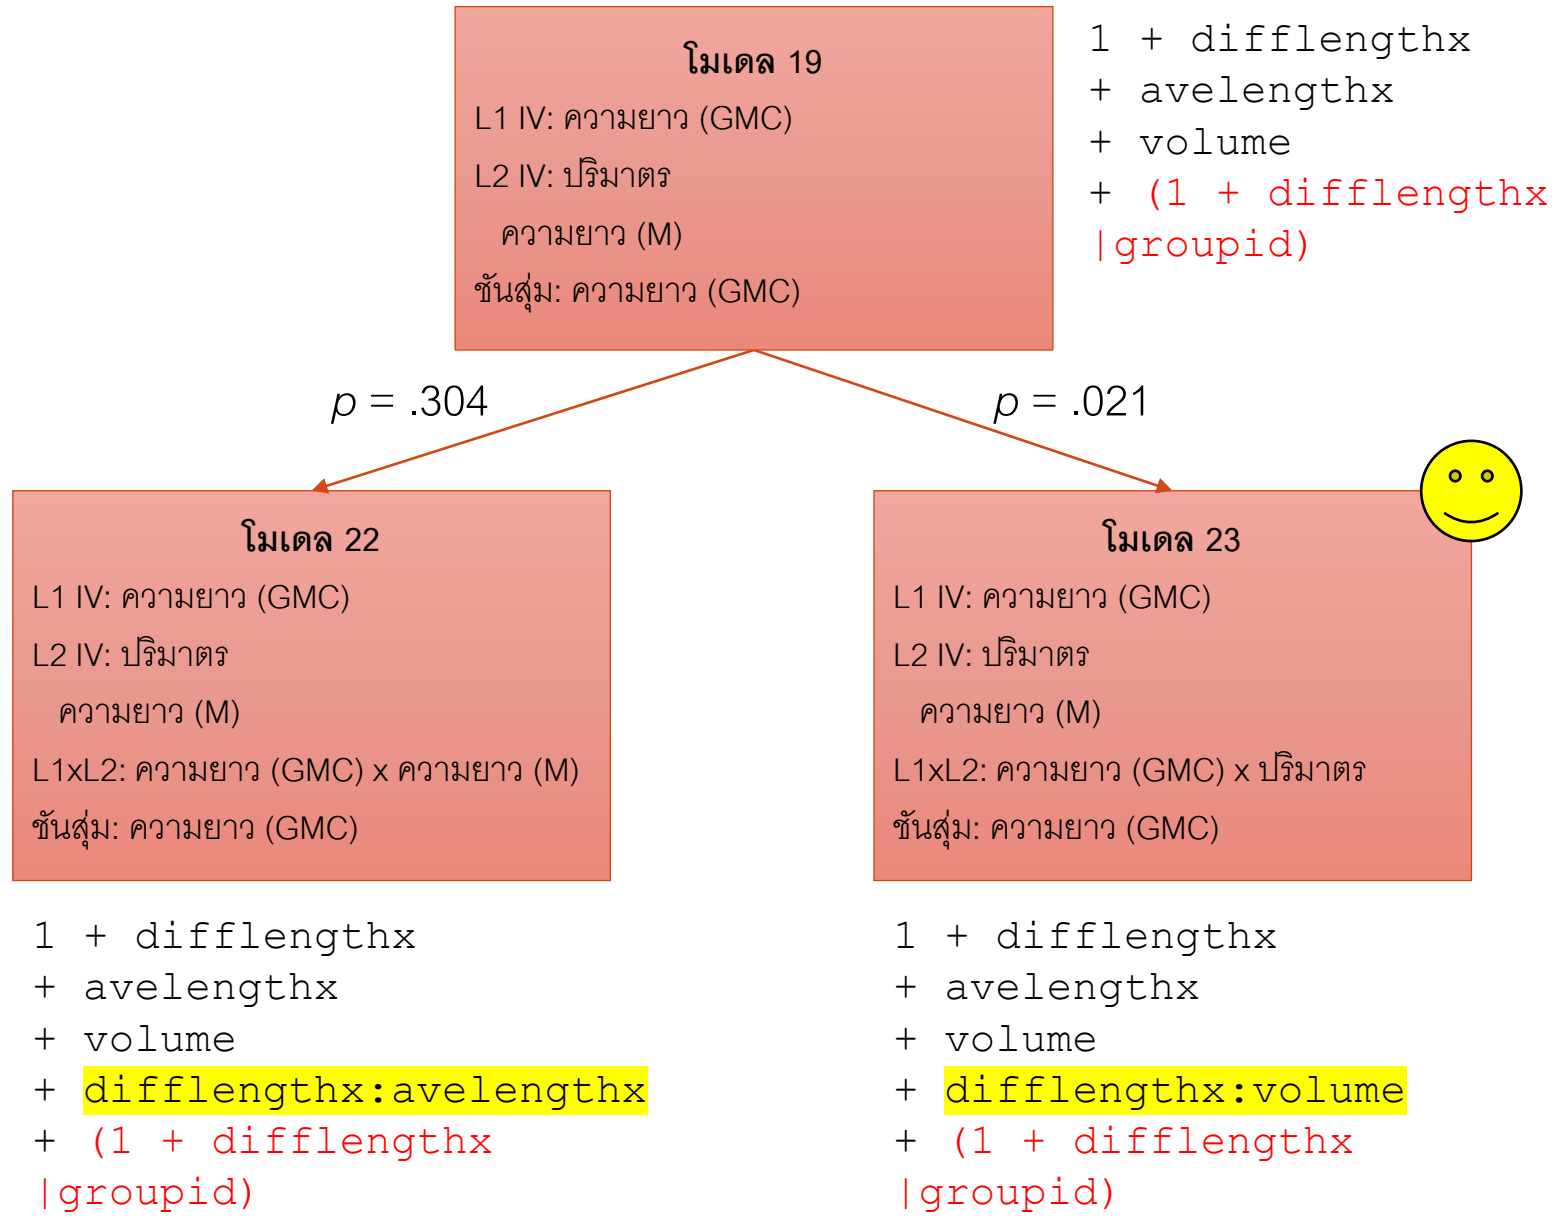 โมเดล 19
L1 IV: ความยาว (GMC)
L2 IV: ปริมาตร
ความยาว (M)
ชันสุ่ม: ความยาว (GMC)
1 + difflengthx
+ avelengthx
+ volume
+ (1 + difflengthx
|groupid)
p = .304
p = .021
โมเดล 22
L1 IV: ความยาว (GMC)
L2 IV: ปริมาตร
ความยาว (M)
L1xL2: ความยาว (GMC) x ความยาว (M)
ชันสุ่ม: ความยาว (GMC)
โมเดล 23
L1 IV: ความยาว (GMC)
L2 IV: ปริมาตร
ความยาว (M)
L1xL2: ความยาว (GMC) x ปริมาตร
ชันสุ่ม: ความยาว (GMC)
1 + difflengthx
+ avelengthx
+ volume
+ difflengthx:avelengthx
+ (1 + difflengthx
|groupid)
1 + difflengthx
+ avelengthx
+ volume
+ difflengthx:volume
+ (1 + difflengthx
|groupid)